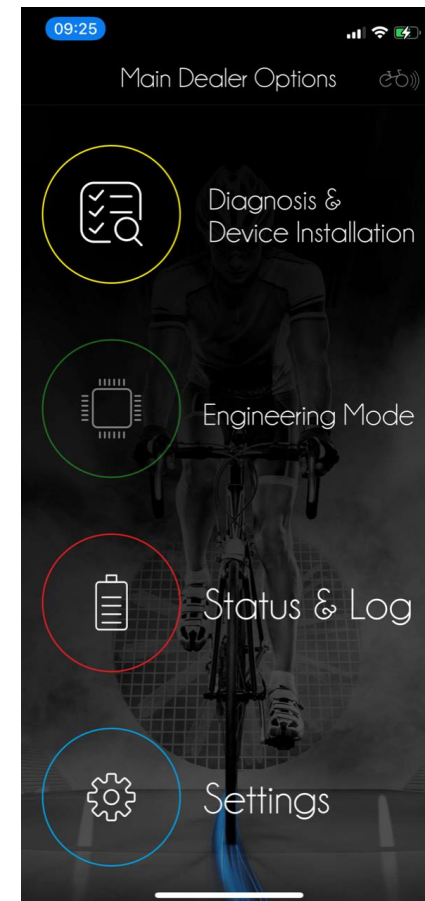 09:25
Main Dealer Options
Diagnosis &
Device Installation
Engineering Mode
Status & Log
Settings